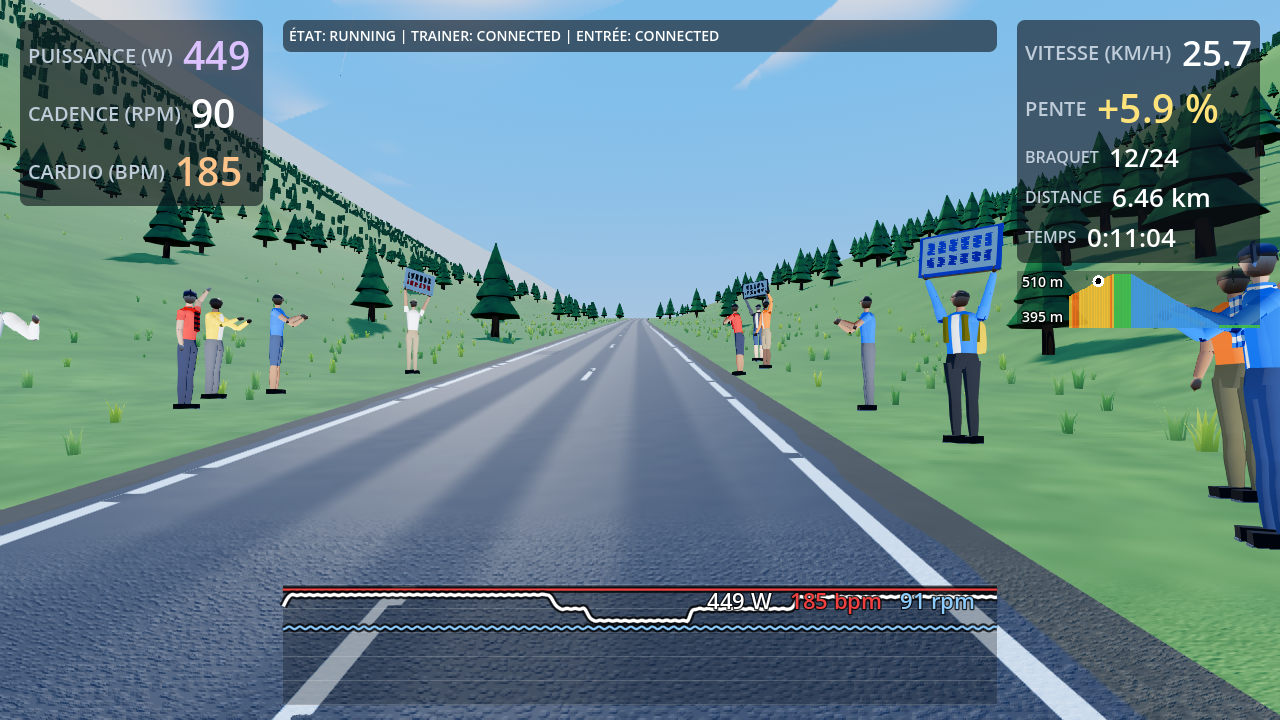 PUISSANCE (W) 449
CADENCE (RPM) 90
CARDIO (BPM) 185
ÉTAT: RUNNING | TRAINER: CONNECTED | ENTRÉE: CONNECTED
VITESSE (KM/H) 25.7
PENTE +5.9 %
BRAQUET 12/24
DISTANCE 6.46 km
TEMPS 0:11:04
510 m
395 m
449 W 185 bpm 91 rpm